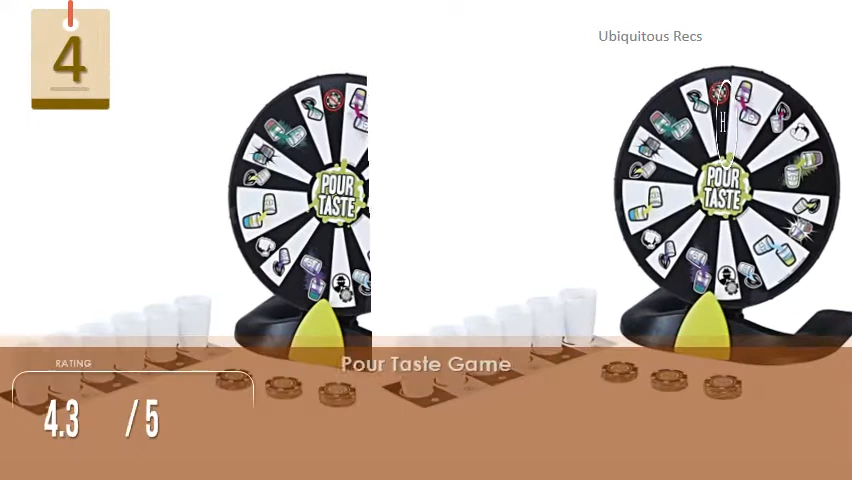 4
Ubiquitous Recs
POUR
TASTE
POUR
TASTE
H
RATING
Pour Taste Game
4.3 / 5